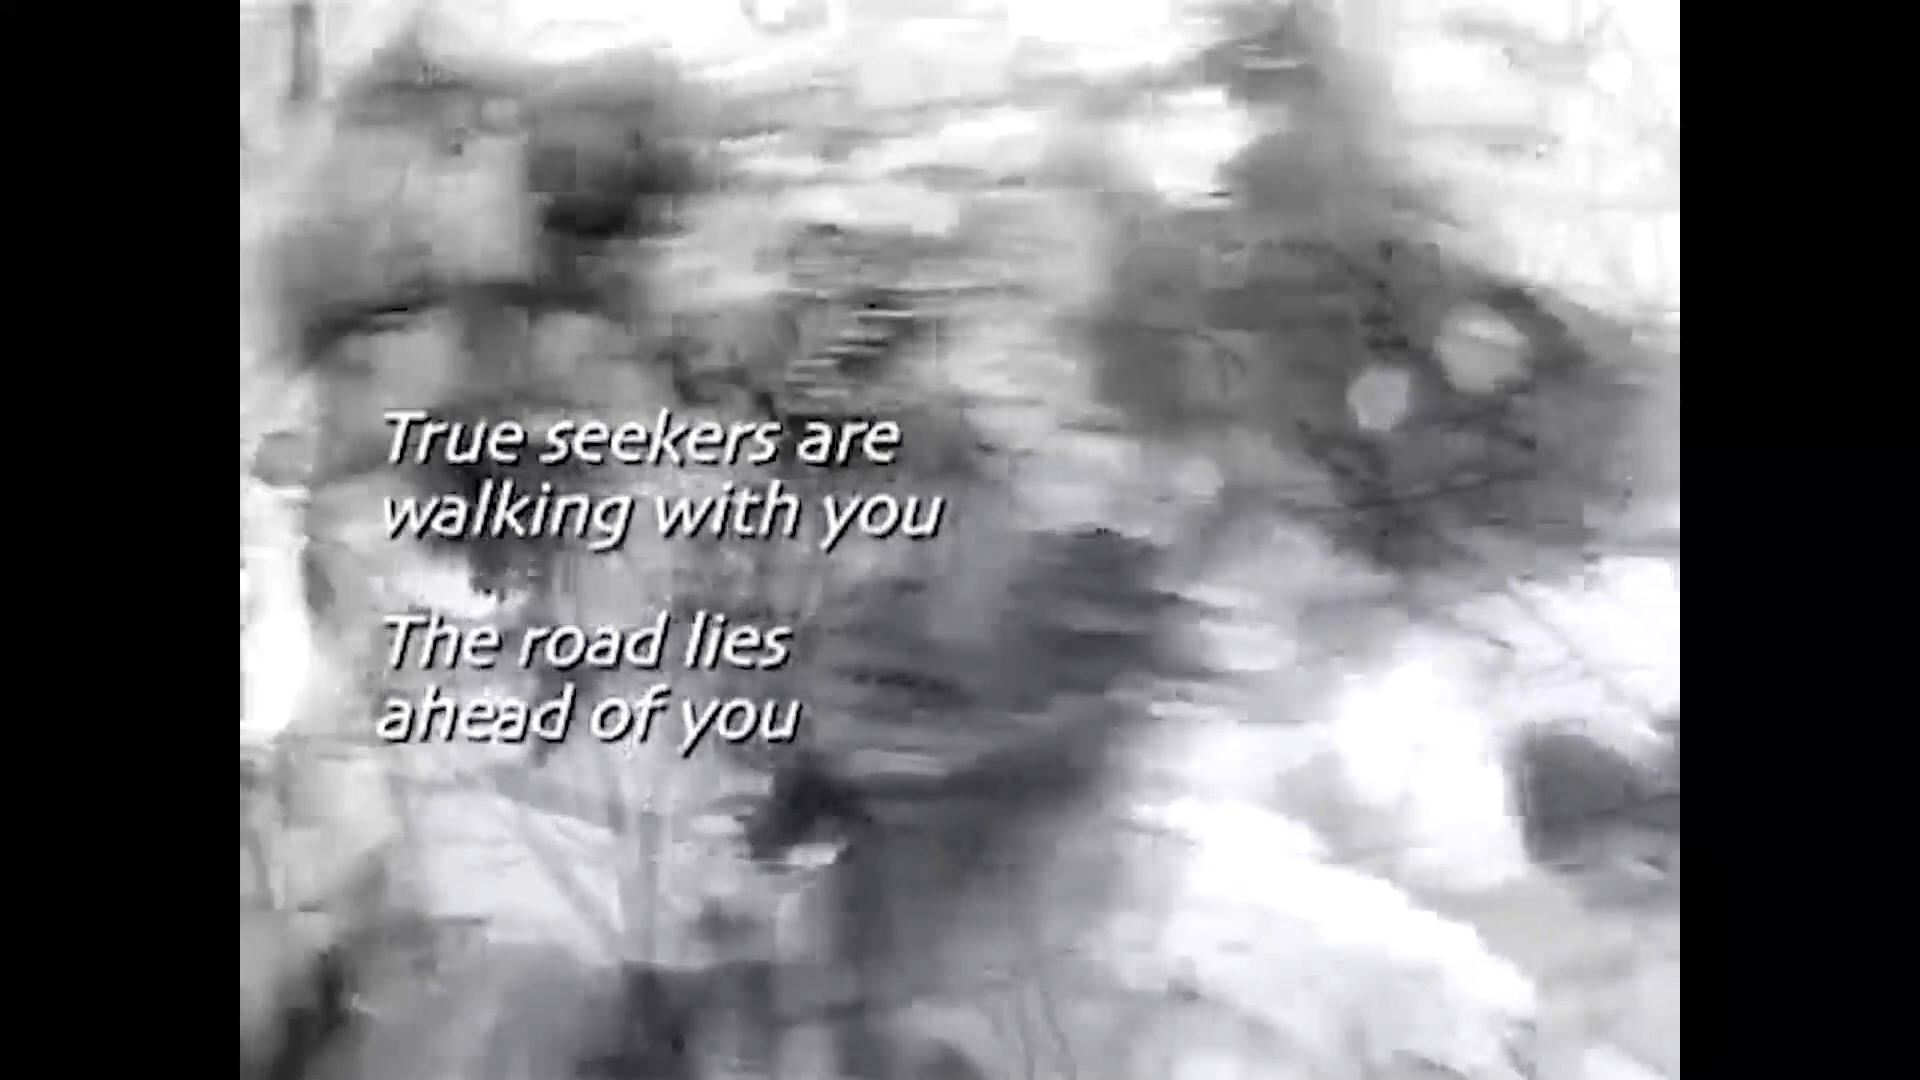 True seekers are
walking with you
The road lies
ahead of you